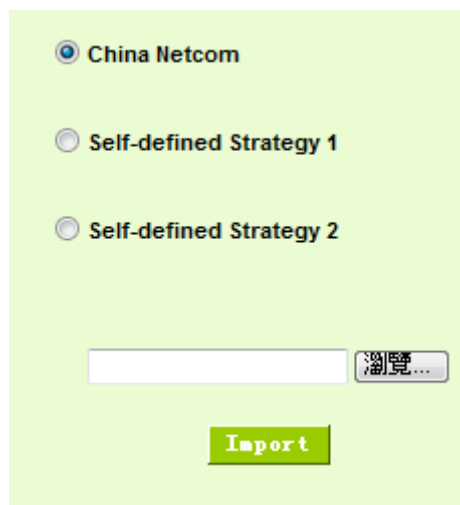 China Netcom
Self-defined Strategy 1
Self-defined Strategy 2
瀏覽...
Import